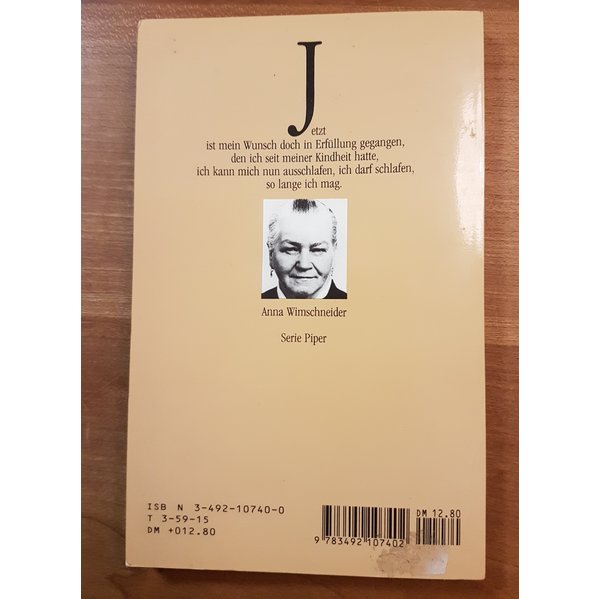 Jetzt
ist mein Wunsch doch in Erfüllung gegangen,
den ich seit meiner Kindheit hatte,
ich kann mich nun ausschlafen, ich darf schlafen,
so lange ich mag.
Anna Wimschneider
Serie Piper
ISB N 3-492-10740-0
T 3-59-15
DM +012.80
DM 12.80
9 783492 107402